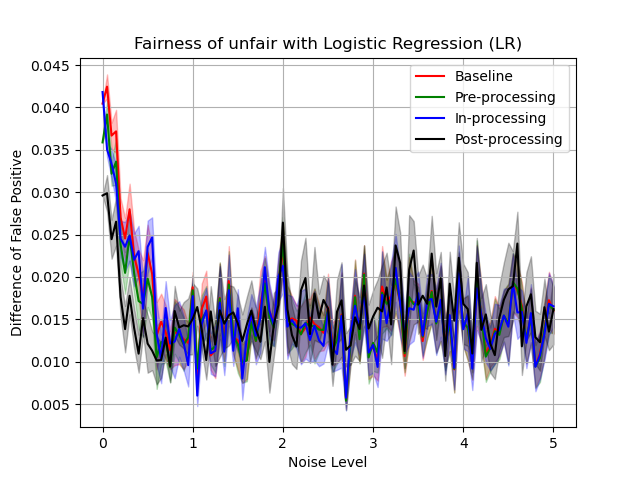 Fairness of unfair with Logistic Regression (LR)
Baseline
Pre-processing
In-processing
Post-processing
Difference of False Positive
0.045
0.040
0.035
0.030
0.025
0.020
0.015
0.010
0.005
0 1 2 3 4 5
Noise Level